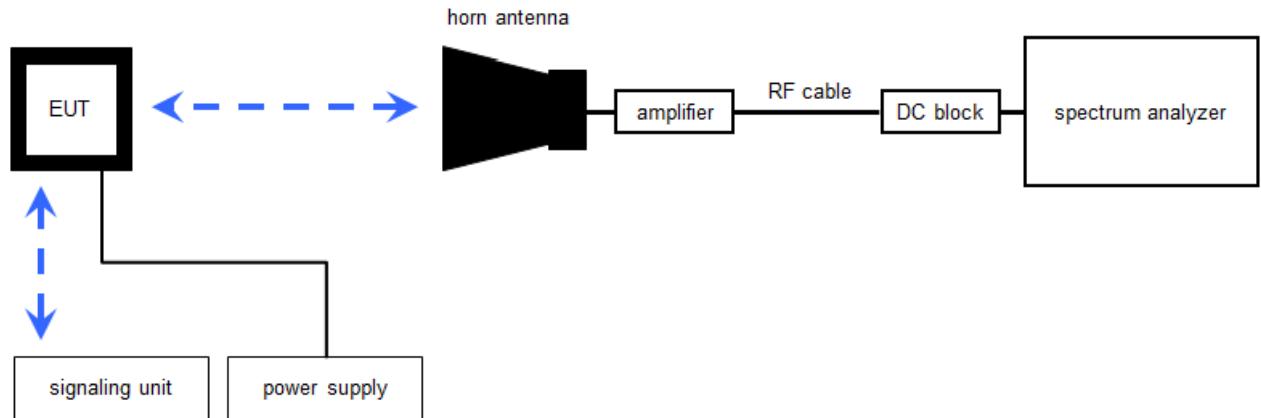 horn antenna
EUT
amplifier
RF cable
DC block
spectrum analyzer
signaling unit
power supply